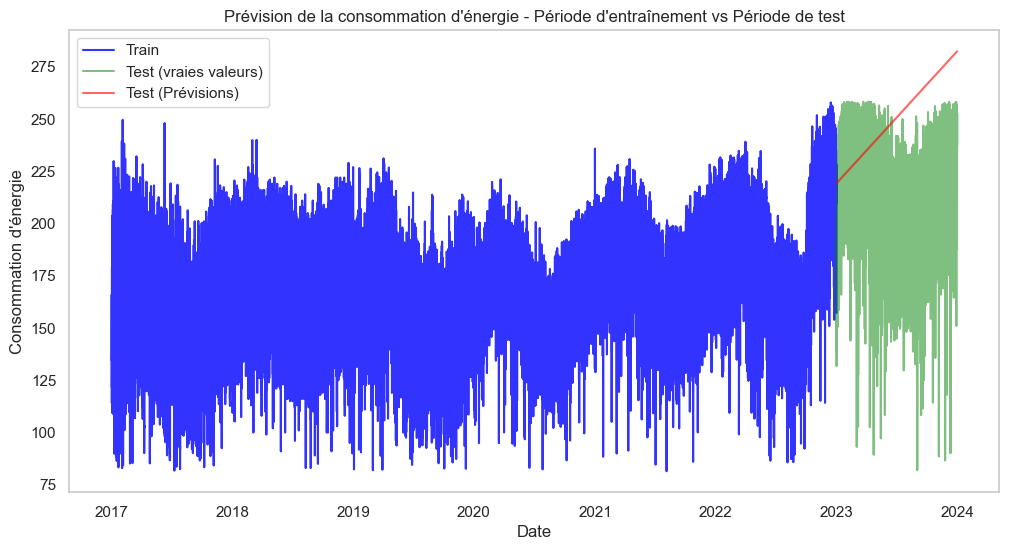 Prévision de la consommation d'énergie - Période d'entraînement vs Période de test
Train
Test (vraies valeurs)
Test (Prévisions)
275
250
225
200
175
150
125
100
75
Consommation d'énergie
2017 2018 2019 2020 2021 2022 2023 2024
Date